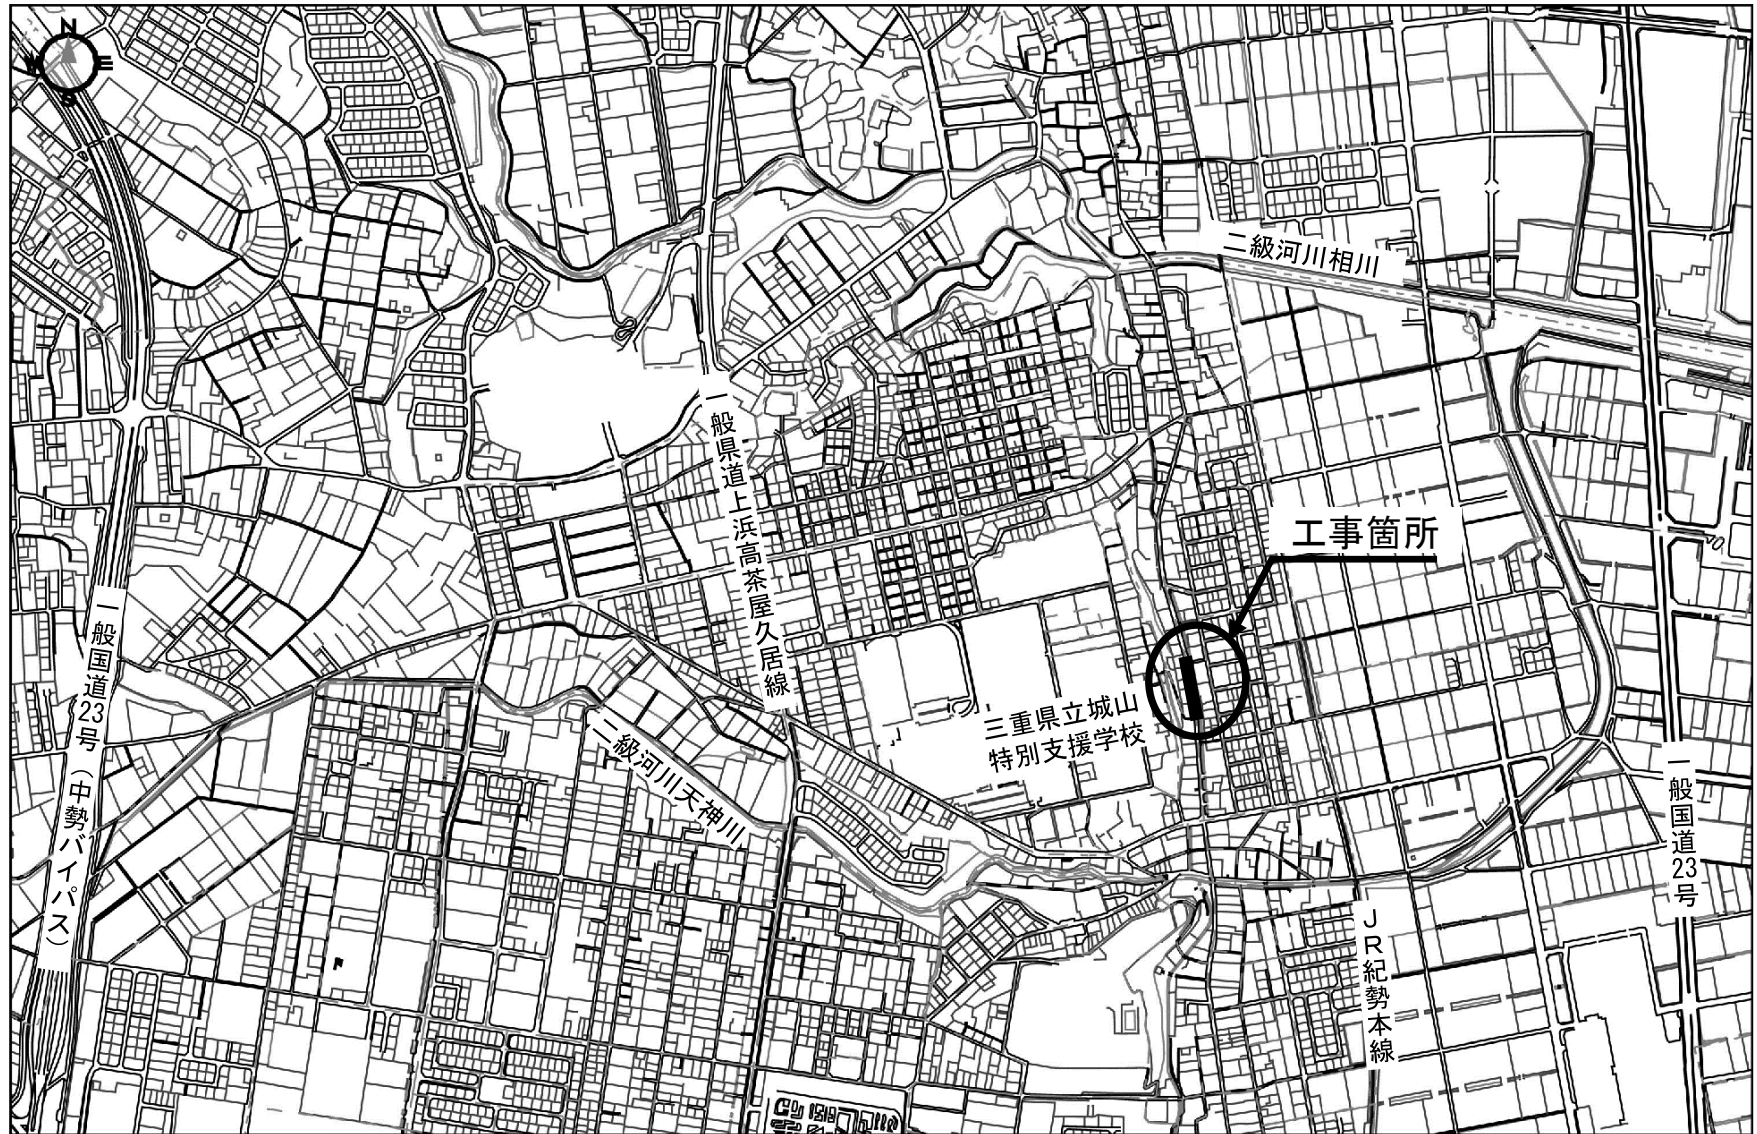 N
W E
S
二級河川相川
一般県道上浜高茶屋久居線
工事箇所
一般国道23号(中勢バイパス)
二級河川天神川
三重県立城山
特別支援学校
一般国道23号
JR紀勢本線